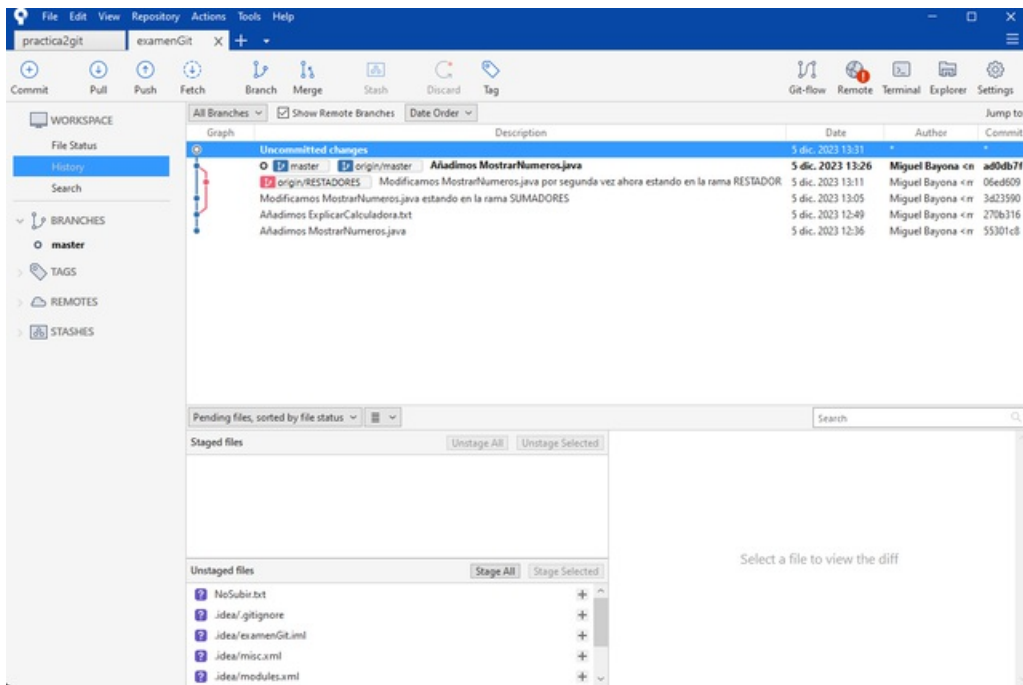 File Edit View Repository Actions Tools Help
practica2git examenGit
Commit Pull Push Fetch Branch Merge Stash Discard Tag Git-flow Remote Terminal Explorer Settings
WORKSPACE
File Status
History
Search
BRANCHES
master
TAGS
REMOTES
STASHES
All Branches Show Remote Branches Date Order Jump to
Graph Description Date Author Commit
Uncommitted changes 5 dic. 2023 13:31 * *
master origin/master Añadimos MostrarNumeros.java 5 dic. 2023 13:26 Miguel Bayona <n ad0db7f
origin/RESTADORES Modificamos MostrarNumeros.java por segunda vez ahora estando en la rama RESTADOR 5 dic. 2023 13:11 Miguel Bayona <n 06ed609
Modificamos MostrarNumeros.java estando en la rama SUMADORES 5 dic. 2023 13:05 Miguel Bayona <n 3d23590
Añadimos ExplicarCalculadora.txt 5 dic. 2023 12:49 Miguel Bayona <n 270b316
Añadimos MostrarNumeros.java 5 dic. 2023 12:36 Miguel Bayona <n 55301c8
Pending files, sorted by file status Search
Staged files Unstage All Unstage Selected
Select a file to view the diff
Unstaged files Stage All Stage Selected
NoSubir.txt
.idea/.gitignore
.idea/examenGit.iml
.idea/misc.xml
.idea/modules.xml